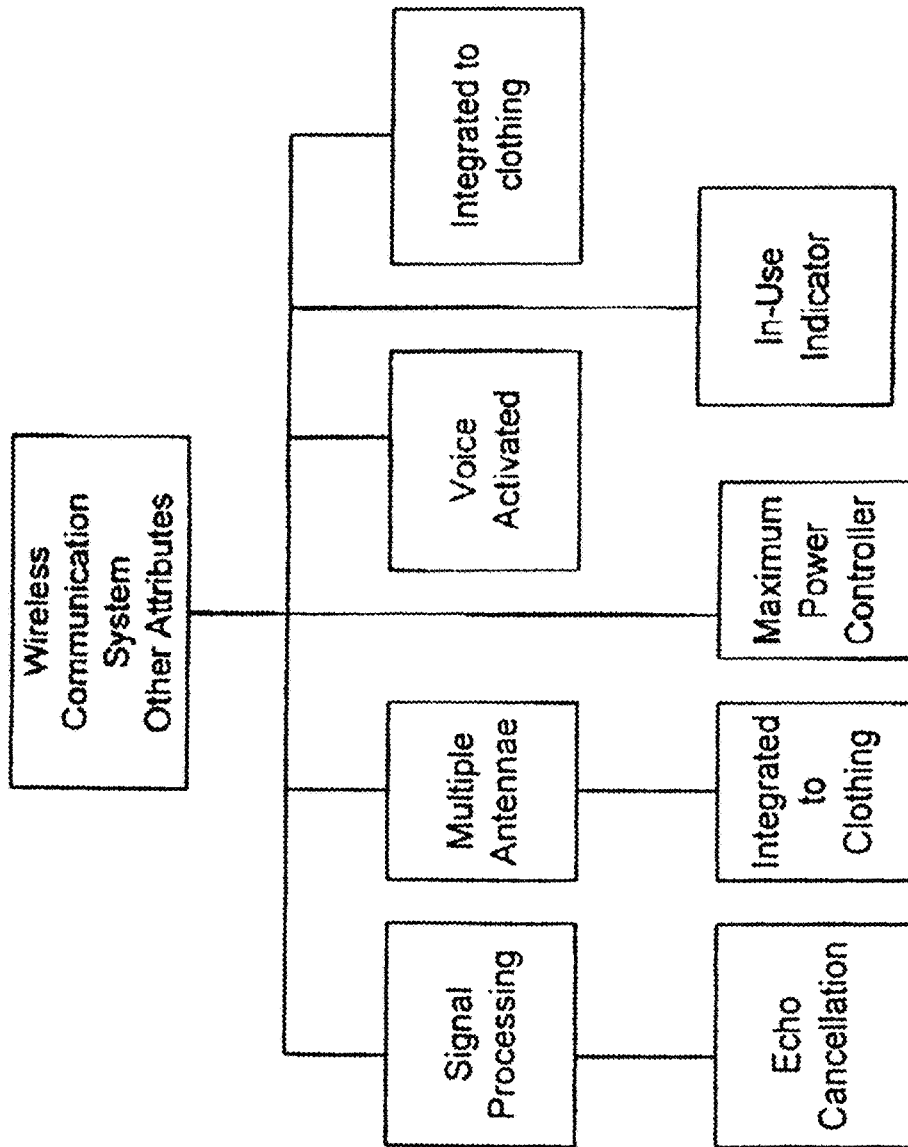 Wireless
Communication
System
Other Attributes
Signal
Processing
Multiple
Antennae
Voice
Activated
Integrated to
clothing
Echo
Cancellation
Integrated
to
Clothing
Maximum
Power
Controller
In-Use
Indicator